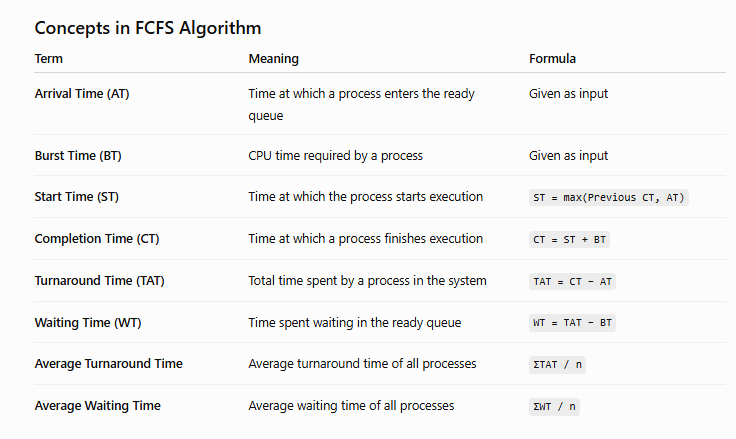 Concepts in FCFS Algorithm
Term Meaning Formula
Arrival Time (AT) Time at which a process enters the ready queue Given as input
Burst Time (BT) CPU time required by a process Given as input
Start Time (ST) Time at which the process starts execution ST = max(Previous CT, AT)
Completion Time (CT) Time at which a process finishes execution CT = ST + BT
Turnaround Time (TAT) Total time spent by a process in the system TAT = CT − AT
Waiting Time (WT) Time spent waiting in the ready queue WT = TAT − BT
Average Turnaround Time Average turnaround time of all processes ΣTAT / n
Average Waiting Time Average waiting time of all processes ΣWT / n